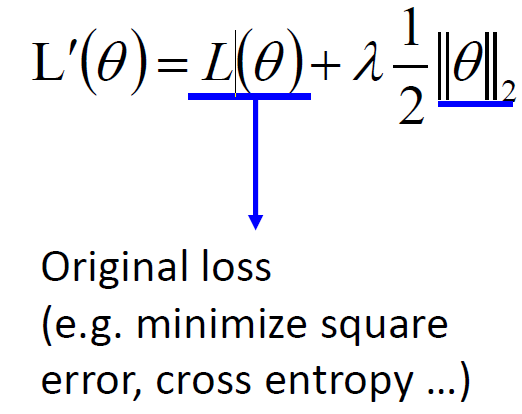 L′(θ) = L(θ) + λ 1/2 ‖θ‖₂
Original loss
(e.g. minimize square
error, cross entropy …)